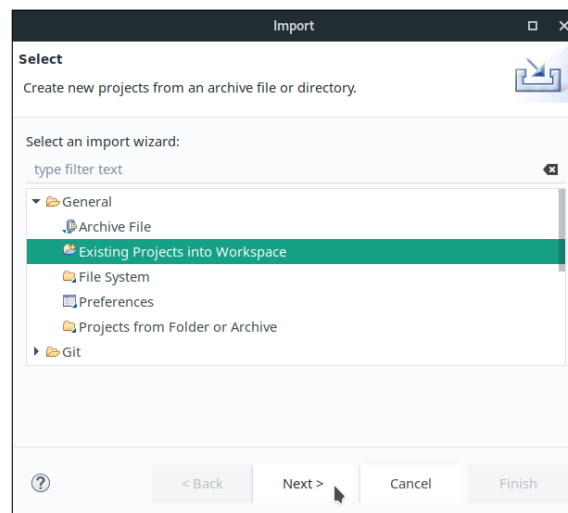 Import
Select
Create new projects from an archive file or directory.
Select an import wizard:
type filter text
General
Archive File
Existing Projects into Workspace
File System
Preferences
Projects from Folder or Archive
Git
? < Back Next > Cancel Finish